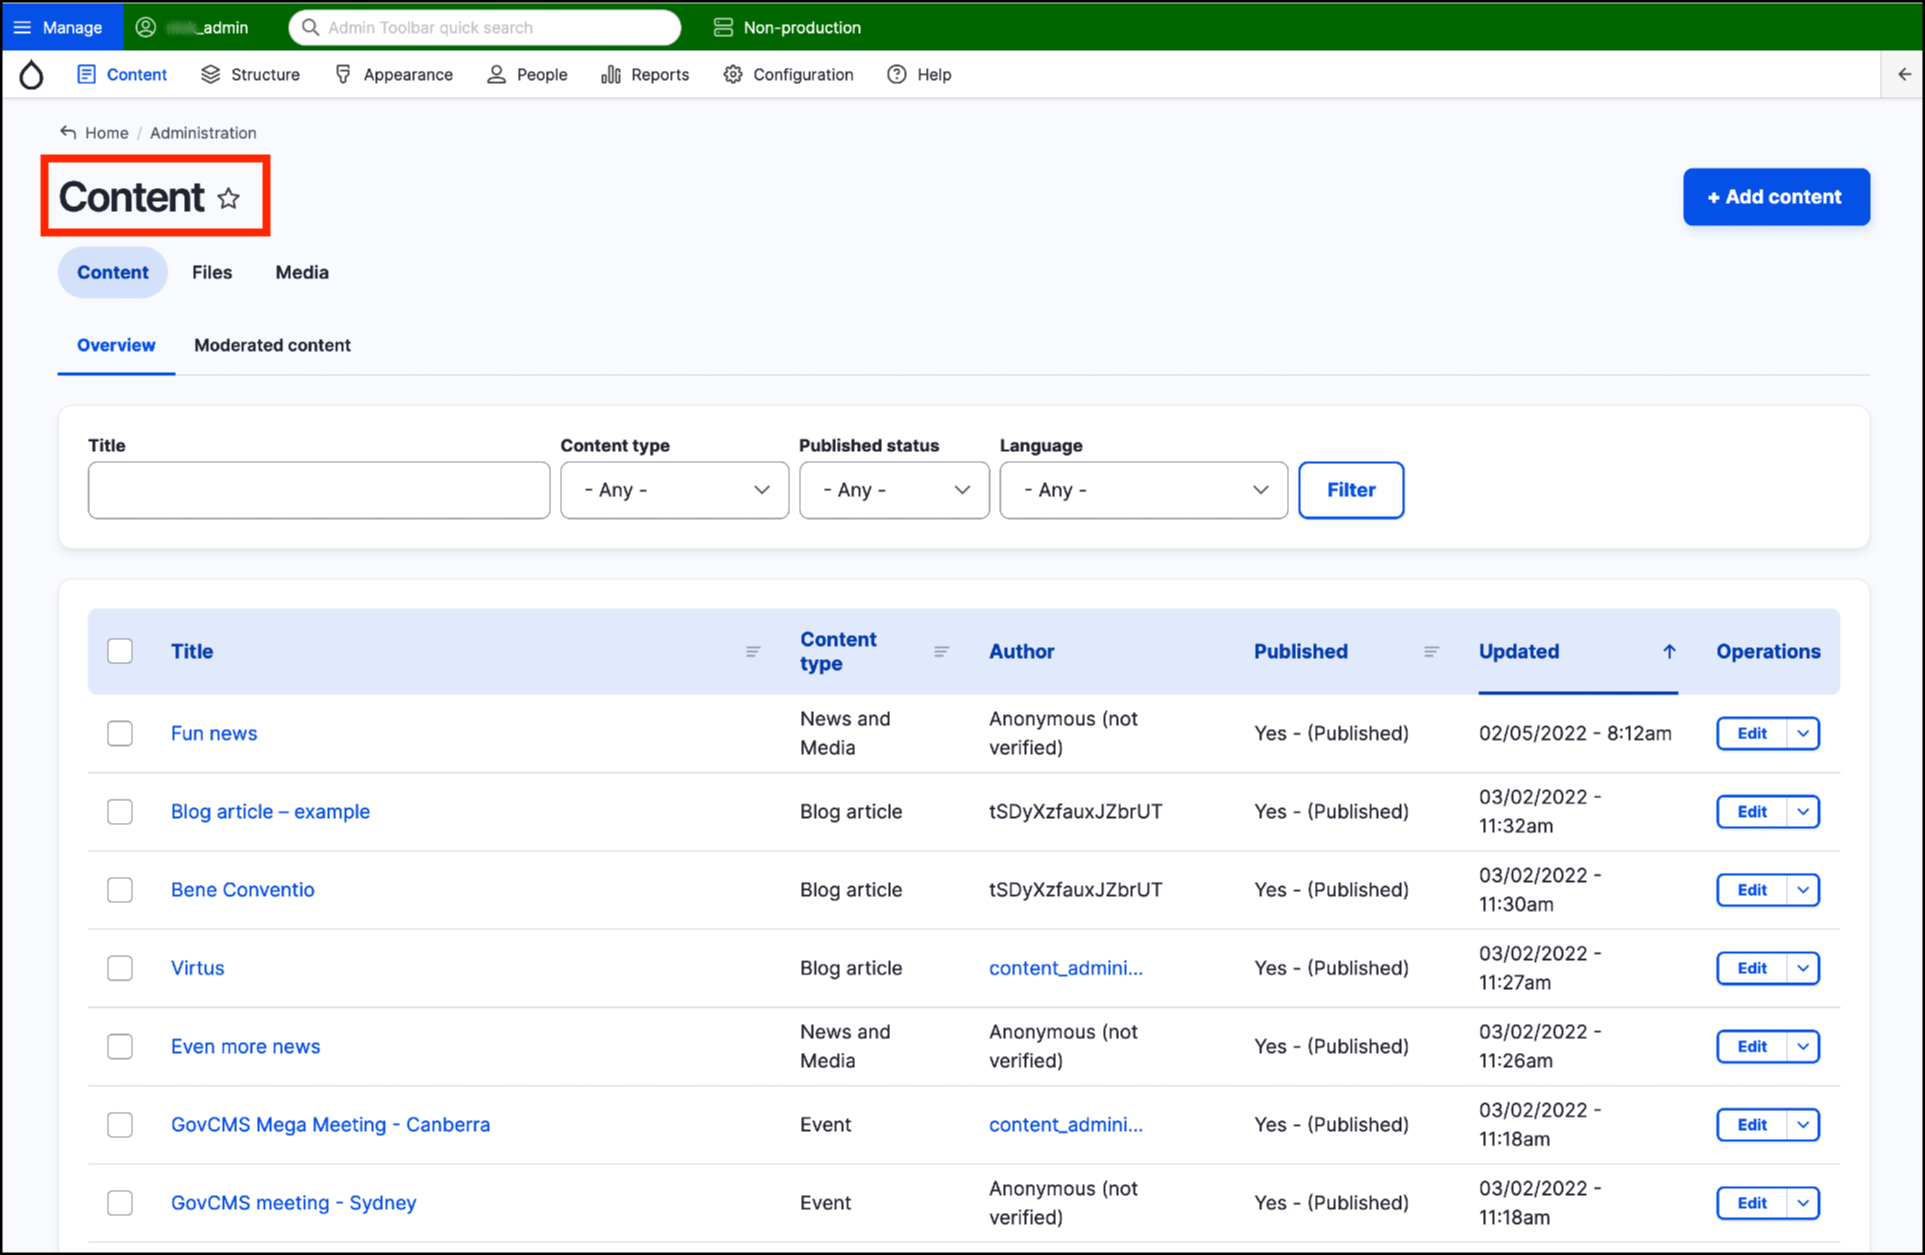 Manage
_admin
Admin Toolbar quick search
Non-production
Content
Structure
Appearance
People
Reports
Configuration
Help
Home / Administration
Content
+ Add content
Content
Files
Media
Overview
Moderated content
Title
Content type
Published status
Language
- Any -
- Any -
- Any -
Filter
Title
Content
type
Author
Published
Updated
Operations
Fun news
News and
Media
Anonymous (not
verified)
Yes - (Published)
02/05/2022 - 8:12am
Edit
Blog article – example
Blog article
tSDyXzfauxJZbrUT
Yes - (Published)
03/02/2022 -
11:32am
Edit
Bene Conventio
Blog article
tSDyXzfauxJZbrUT
Yes - (Published)
03/02/2022 -
11:30am
Edit
Virtus
Blog article
content_admini...
Yes - (Published)
03/02/2022 -
11:27am
Edit
Even more news
News and
Media
Anonymous (not
verified)
Yes - (Published)
03/02/2022 -
11:26am
Edit
GovCMS Mega Meeting - Canberra
Event
content_admini...
Yes - (Published)
03/02/2022 -
11:18am
Edit
GovCMS meeting - Sydney
Event
Anonymous (not
verified)
Yes - (Published)
03/02/2022 -
11:18am
Edit